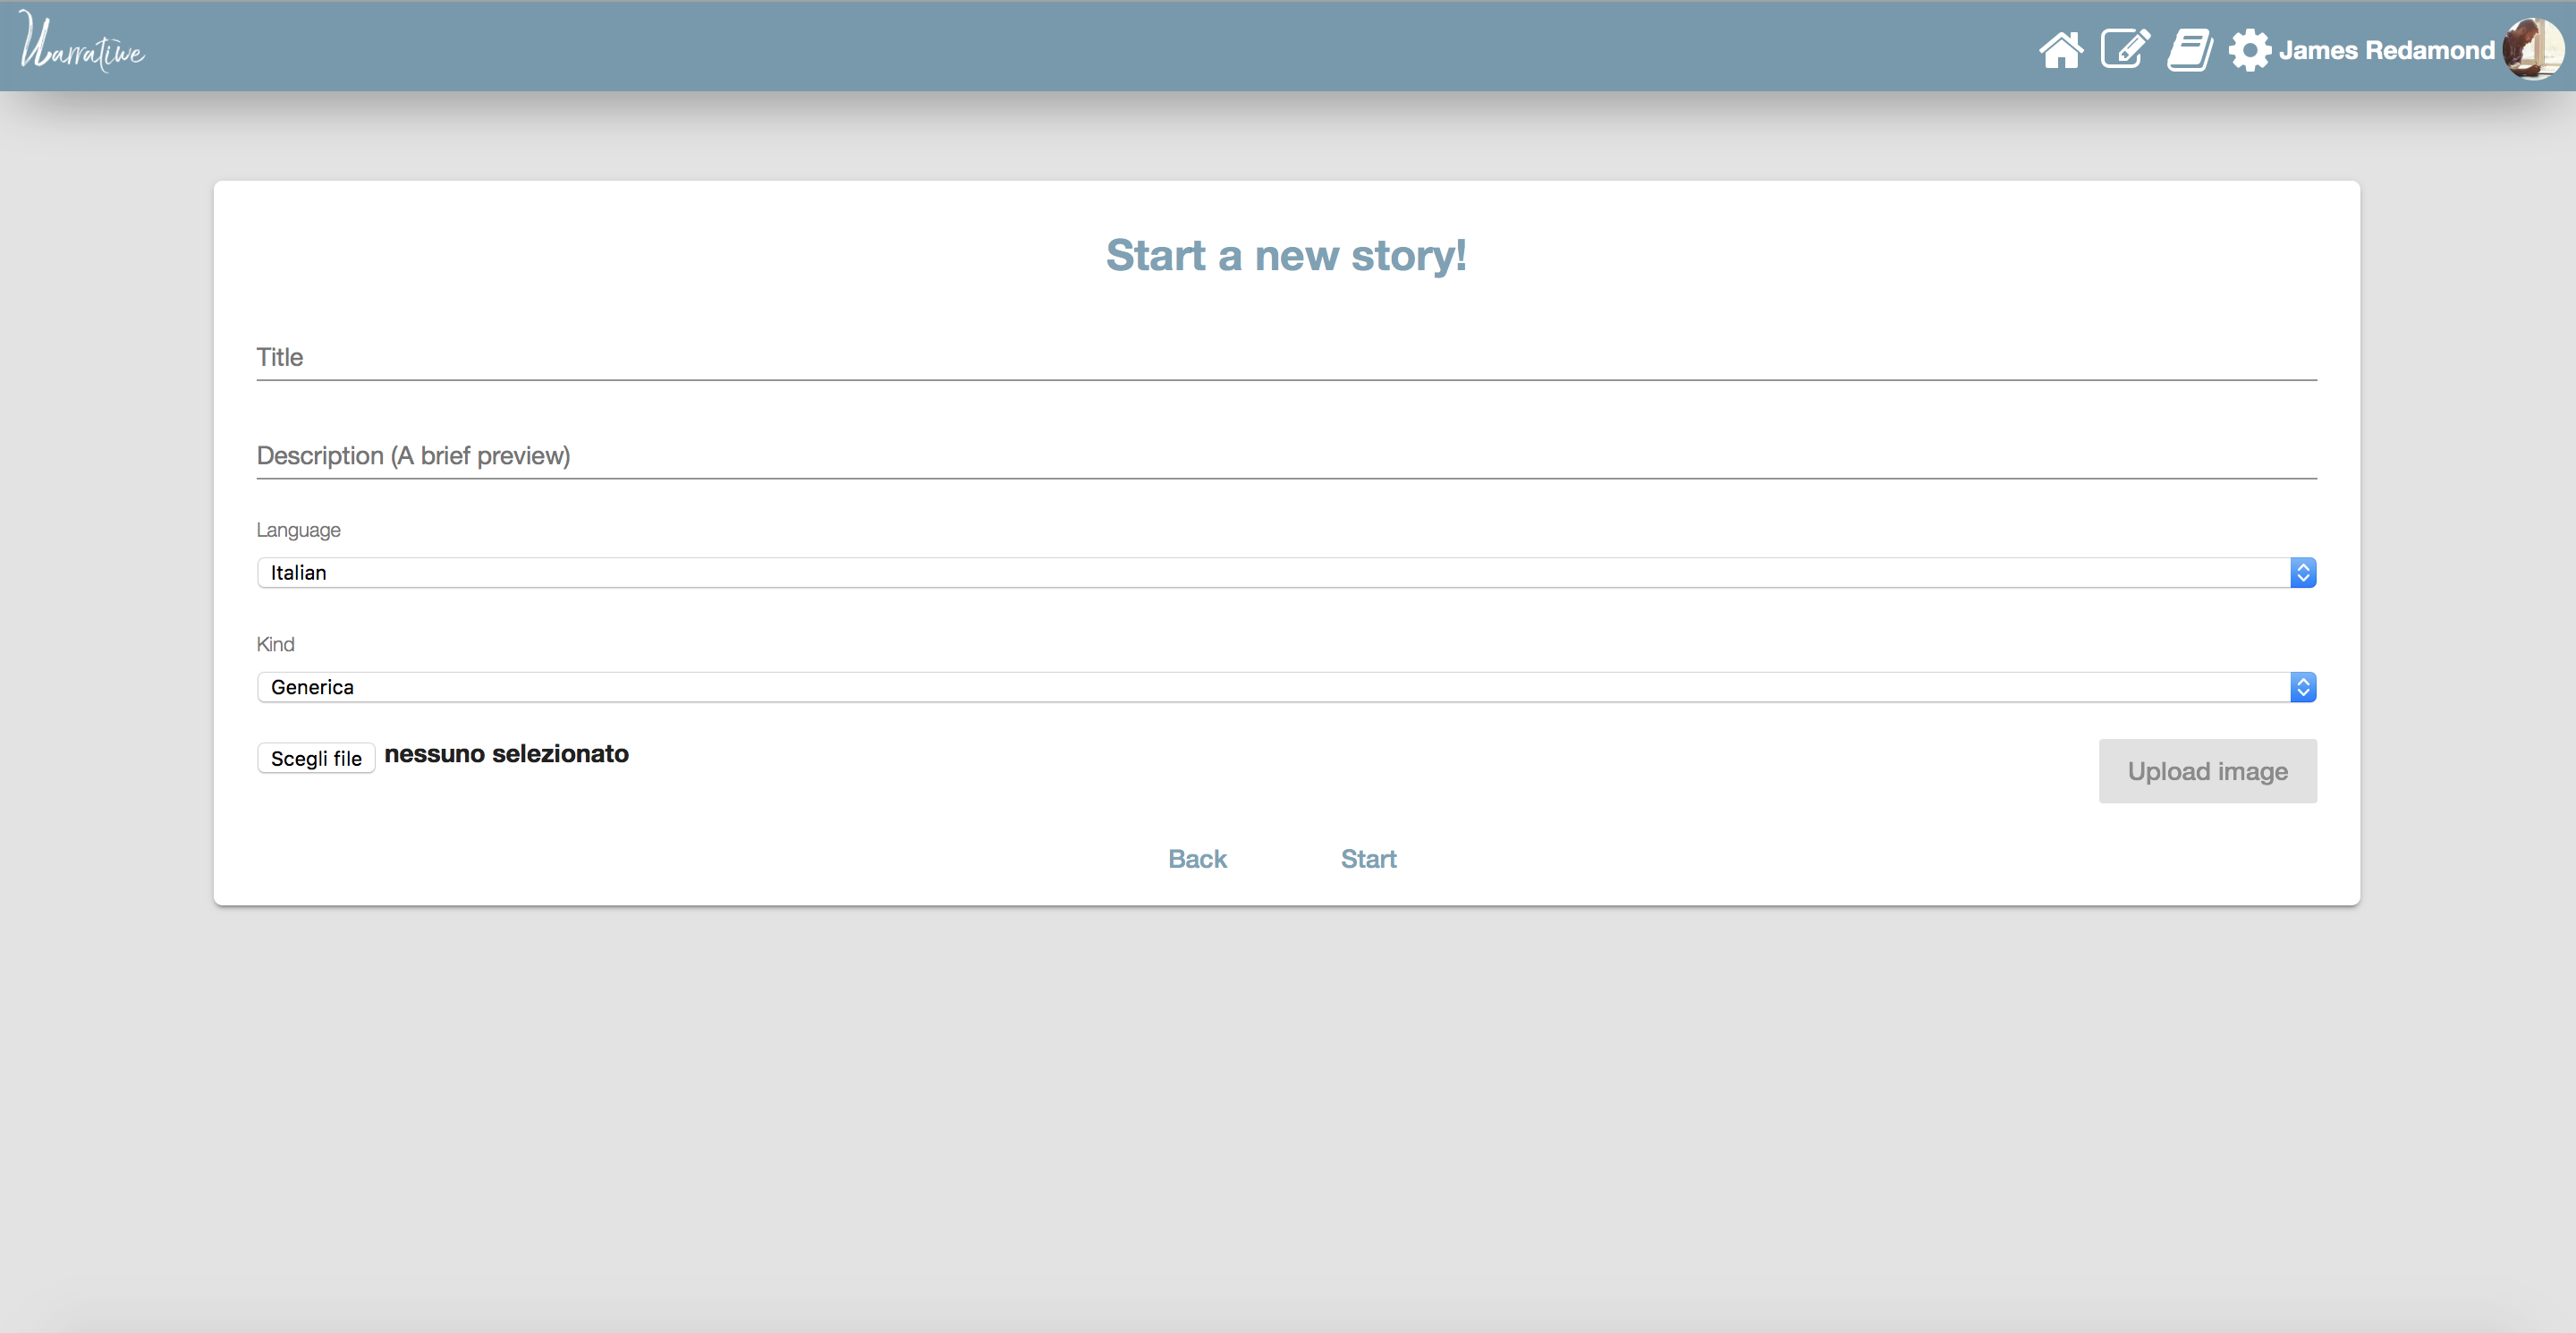 Narratiwe
James Redamond
Start a new story!
Title
Description (A brief preview)
Language
Italian
Kind
Generica
Scegli file nessuno selezionato
Upload image
Back Start